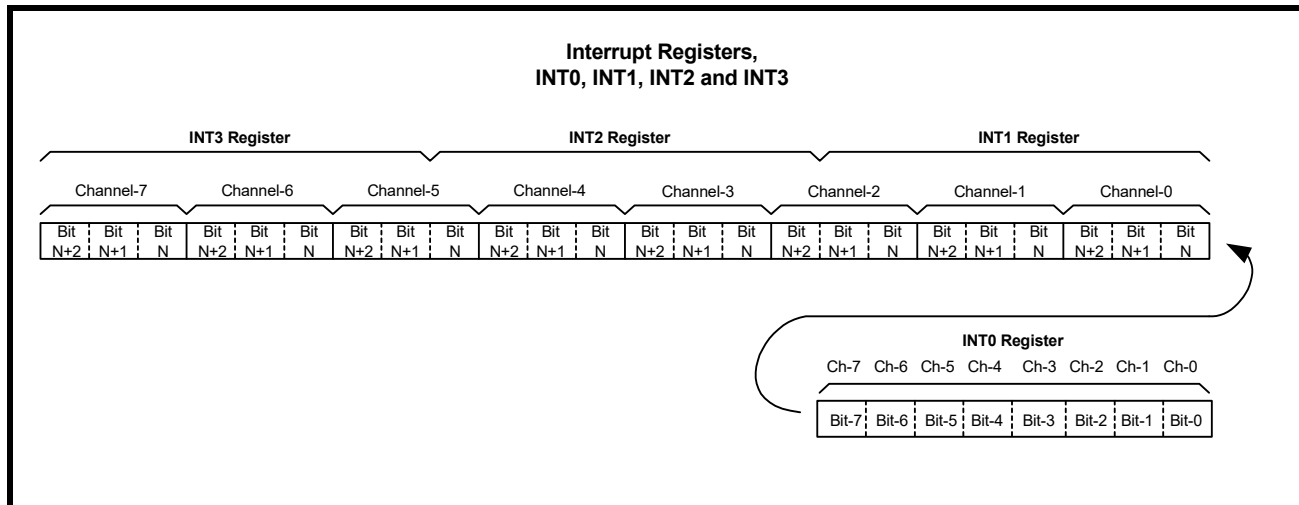 Interrupt Registers,
INT0, INT1, INT2 and INT3
INT3 Register INT2 Register INT1 Register
Channel-7 Channel-6 Channel-5 Channel-4 Channel-3 Channel-2 Channel-1 Channel-0
Bit Bit Bit Bit Bit Bit Bit Bit Bit Bit Bit Bit Bit Bit Bit Bit Bit Bit Bit Bit Bit Bit Bit Bit
N+2 N+1 N N+2 N+1 N N+2 N+1 N N+2 N+1 N N+2 N+1 N N+2 N+1 N N+2 N+1 N N+2 N+1 N
INT0 Register
Ch-7 Ch-6 Ch-5 Ch-4 Ch-3 Ch-2 Ch-1 Ch-0
Bit-7 Bit-6 Bit-5 Bit-4 Bit-3 Bit-2 Bit-1 Bit-0